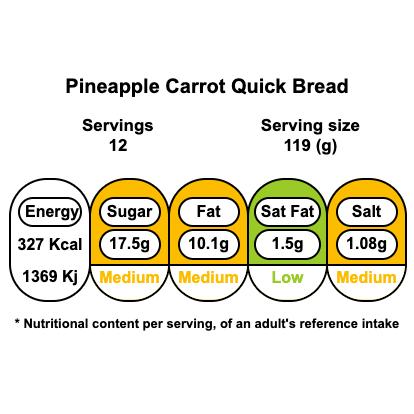 Pineapple Carrot Quick Bread
Servings Serving size
12 119 (g)
Energy Sugar Fat Sat Fat Salt
327 Kcal 17.5g 10.1g 1.5g 1.08g
1369 Kj Medium Medium Low Medium
* Nutritional content per serving, of an adult's reference intake